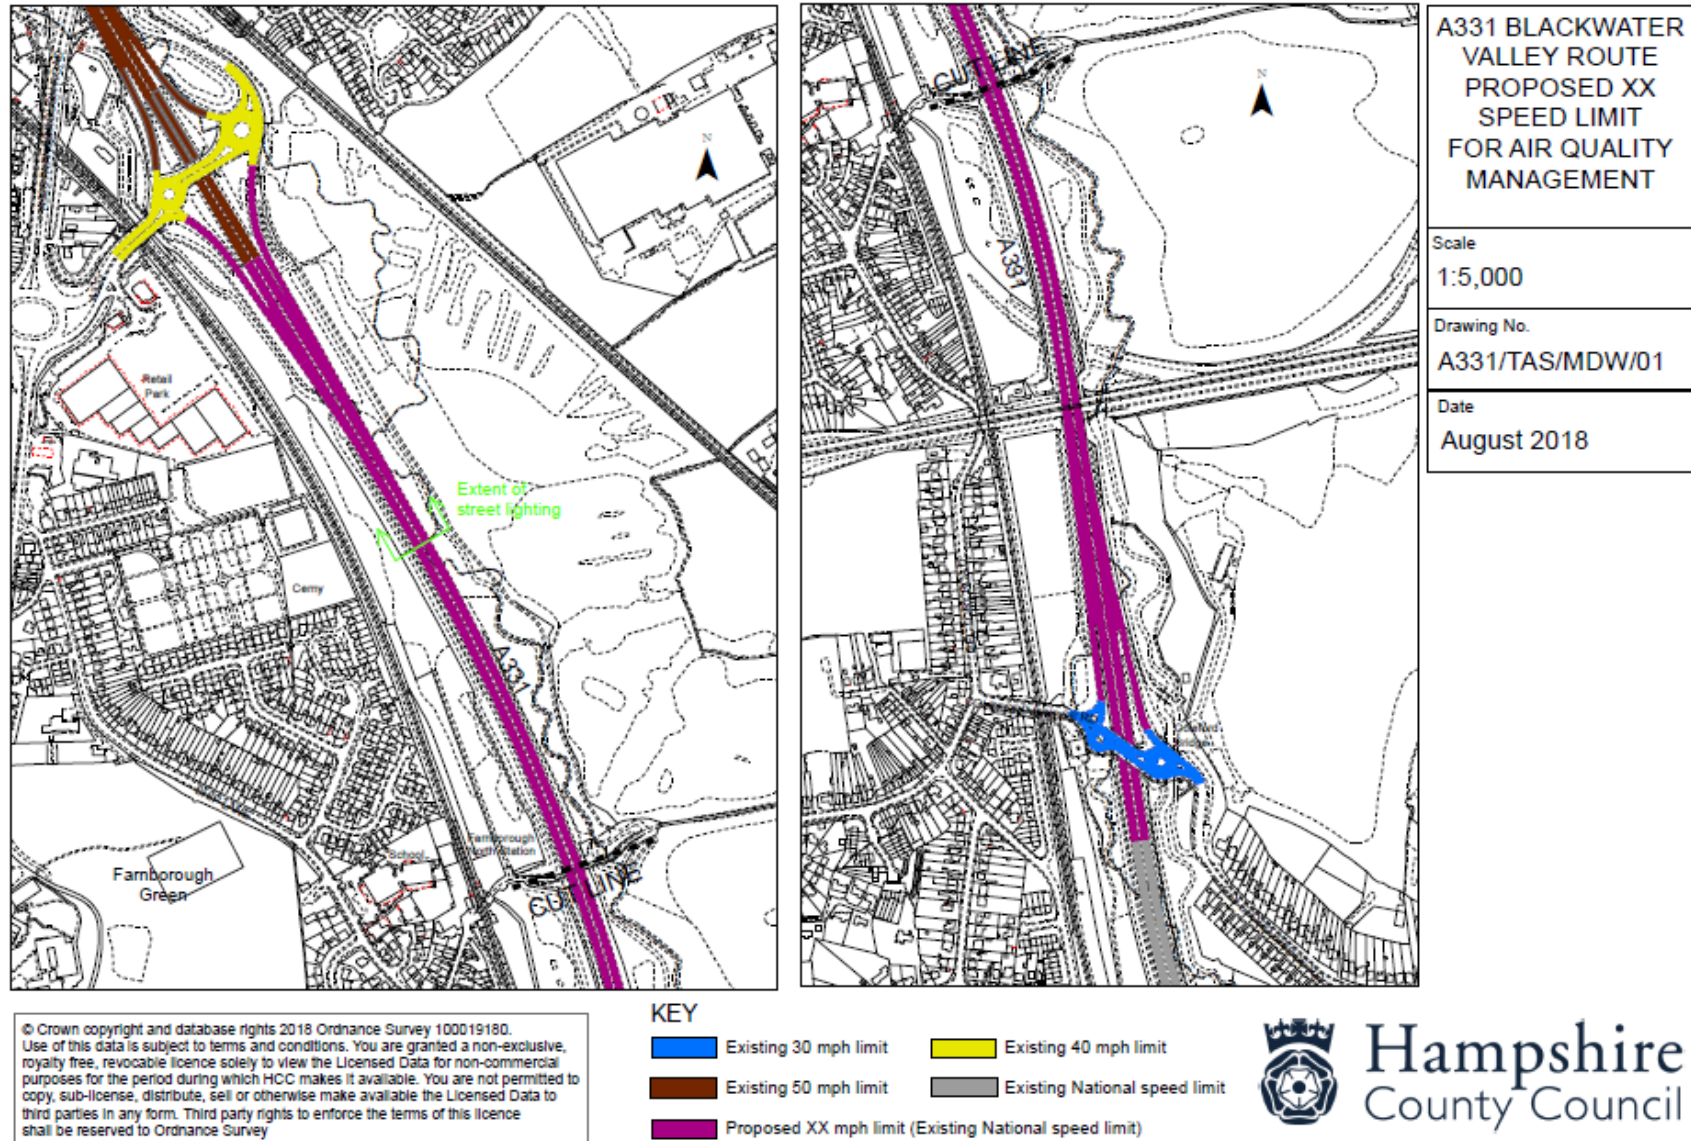 N
Retail
Park
Extent of
street lighting
Cemy
A331
Farnborough
North Station
School
Farnborough
Green
CUT LINE
CUT LINE
N
A331
A331 BLACKWATER
VALLEY ROUTE
PROPOSED XX
SPEED LIMIT
FOR AIR QUALITY
MANAGEMENT
Scale
1:5,000
Drawing No.
A331/TAS/MDW/01
Date
August 2018
© Crown copyright and database rights 2018 Ordnance Survey 100019180.
Use of this data is subject to terms and conditions. You are granted a non-exclusive,
royalty free, revocable licence solely to view the Licensed Data for non-commercial
purposes for the period during which HCC makes it available. You are not permitted to
copy, sub-license, distribute, sell or otherwise make available the Licensed Data to
third parties in any form. Third party rights to enforce the terms of this licence
shall be reserved to Ordnance Survey
KEY
Existing 30 mph limit
Existing 40 mph limit
Existing 50 mph limit
Existing National speed limit
Proposed XX mph limit (Existing National speed limit)
Hampshire
County Council